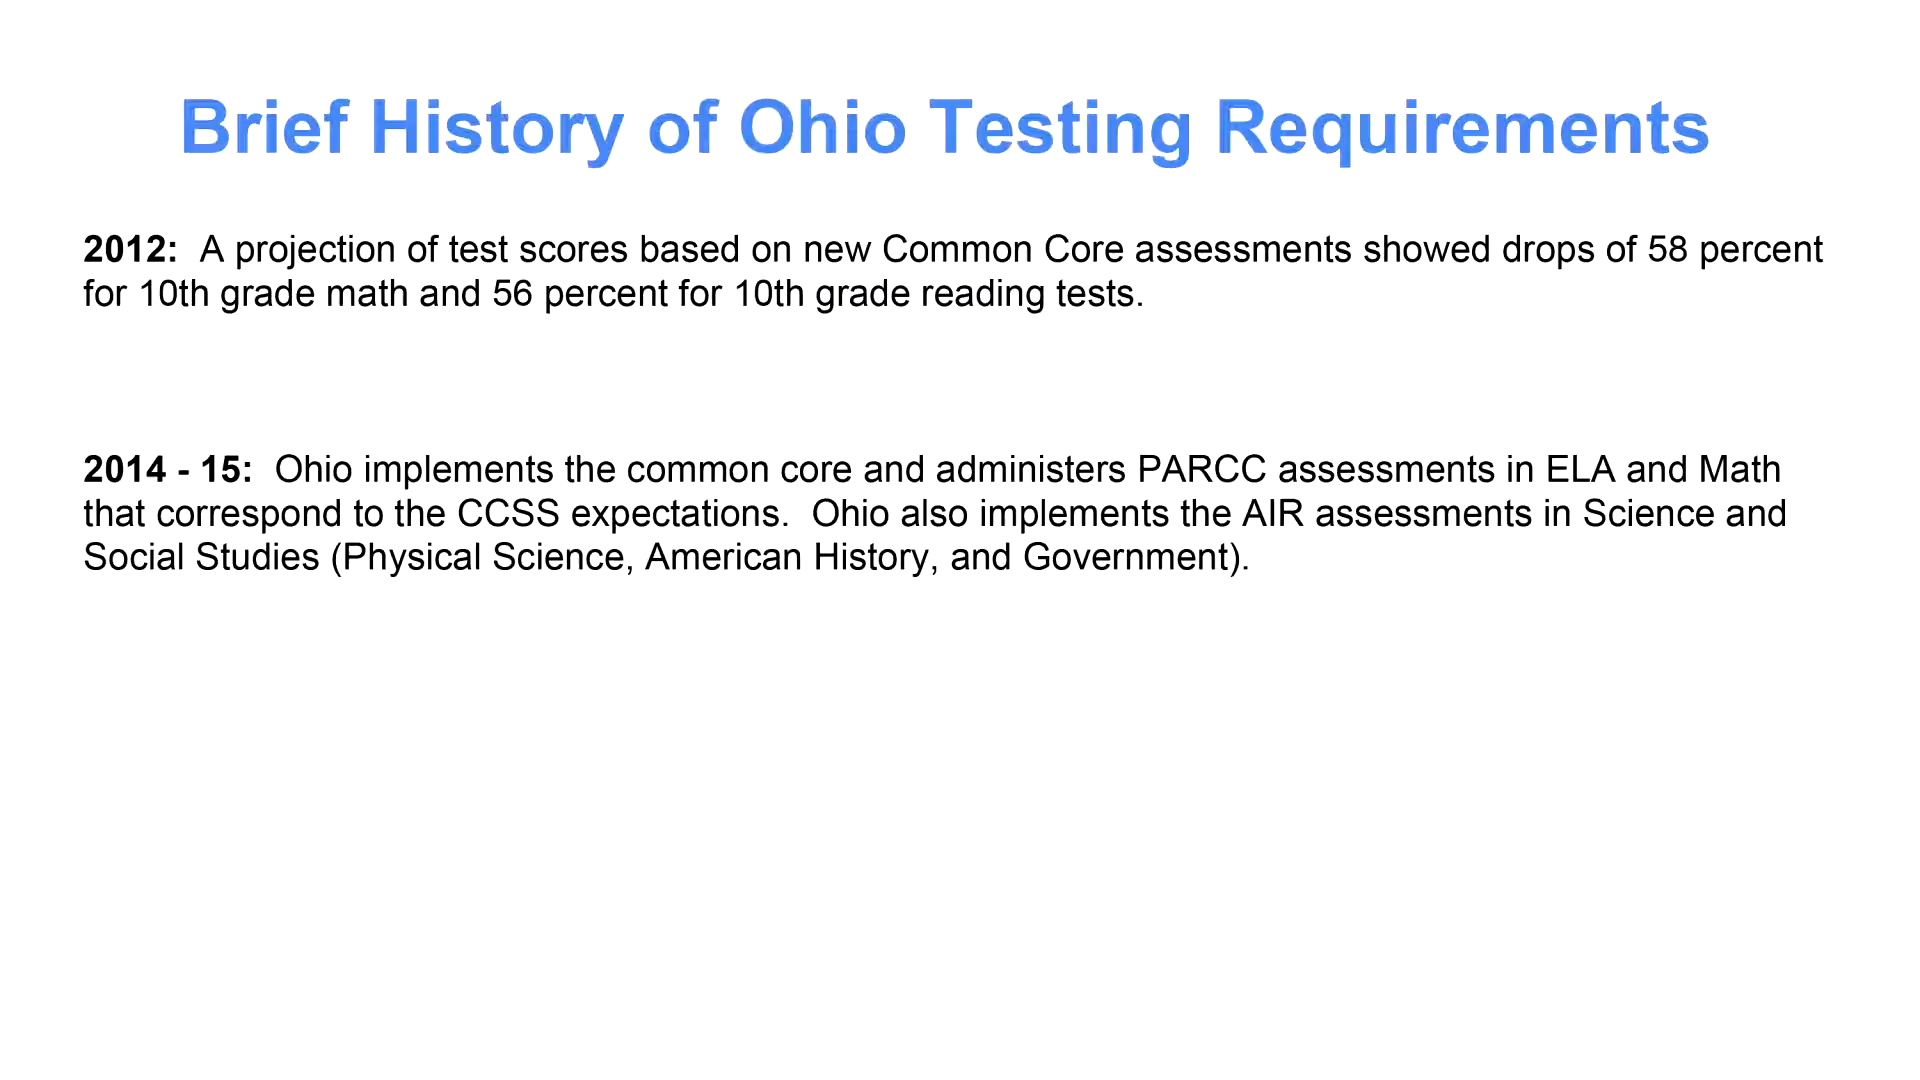 Brief History of Ohio Testing Requirements
2012:  A projection of test scores based on new Common Core assessments showed drops of 58 percent
for 10th grade math and 56 percent for 10th grade reading tests.
2014 - 15:  Ohio implements the common core and administers PARCC assessments in ELA and Math
that correspond to the CCSS expectations.  Ohio also implements the AIR assessments in Science and
Social Studies (Physical Science, American History, and Government).